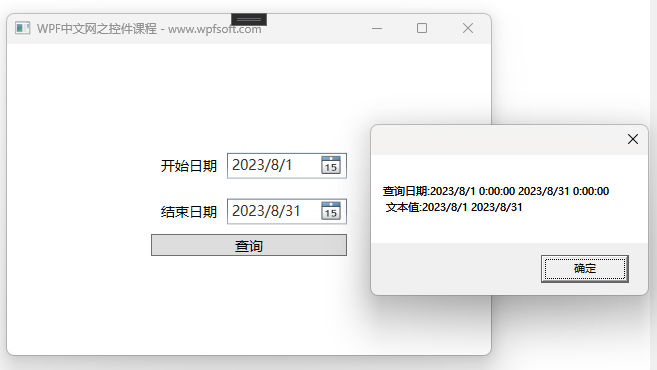 WPF中文网之控件课程 - www.wpfsoft.com
开始日期 2023/8/1 15
结束日期 2023/8/31 15
查询
查询日期:2023/8/1 0:00:00 2023/8/31 0:00:00
文本值:2023/8/1 2023/8/31
确定